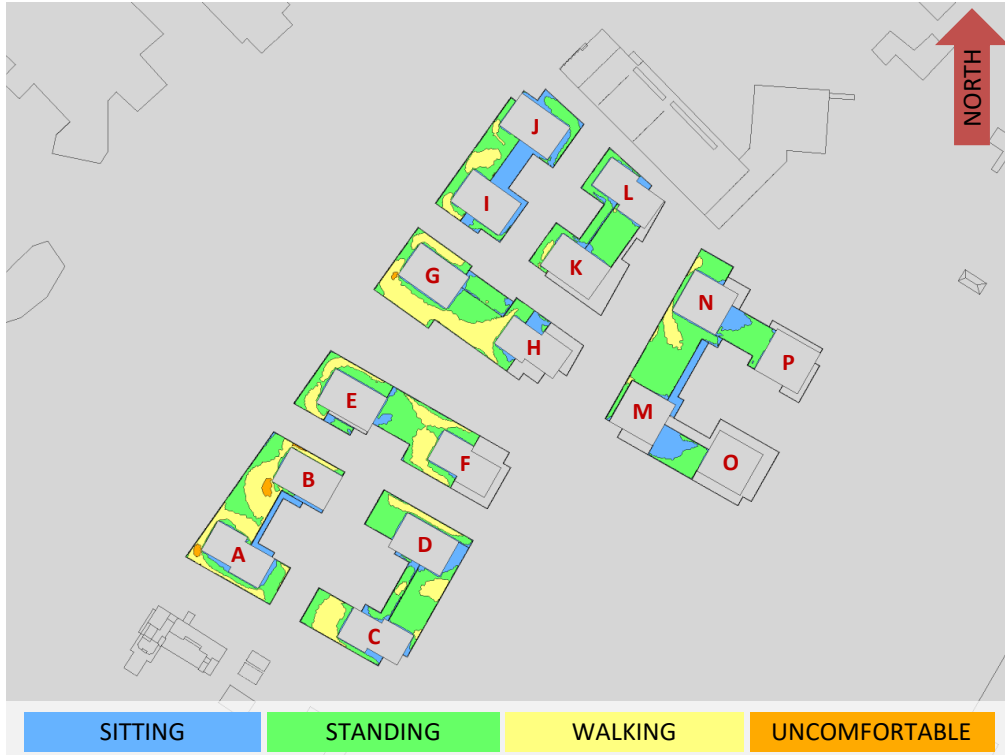 NORTH
J
L
I
K
G
N
H
P
E
M
F
O
B
D
A
C
SITTING
STANDING
WALKING
UNCOMFORTABLE